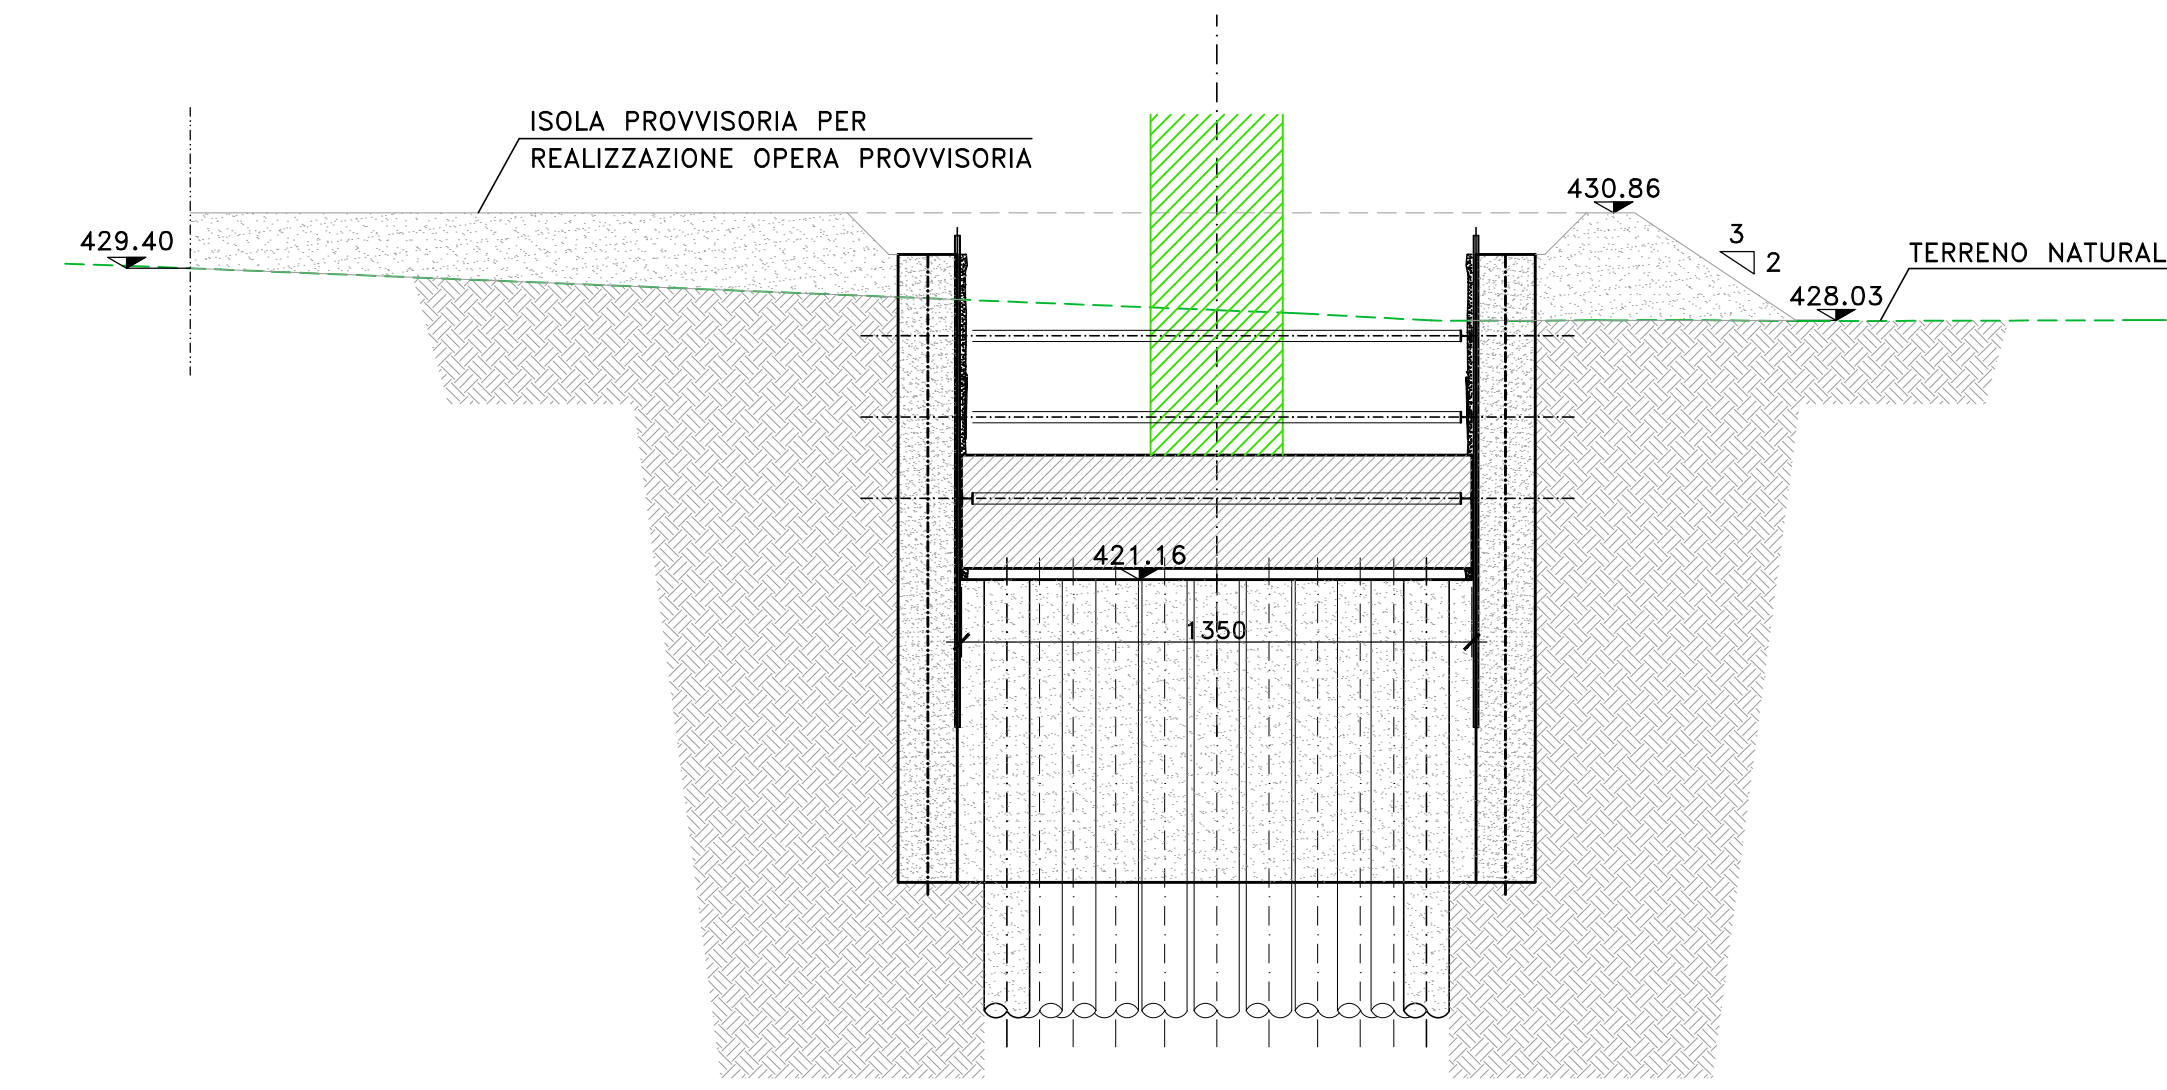 ISOLA PROVVISORIA PER
REALIZZAZIONE OPERA PROVVISORIA
430.86
429.40
3
2
TERRENO NATURAL
428.03
421.16
1350